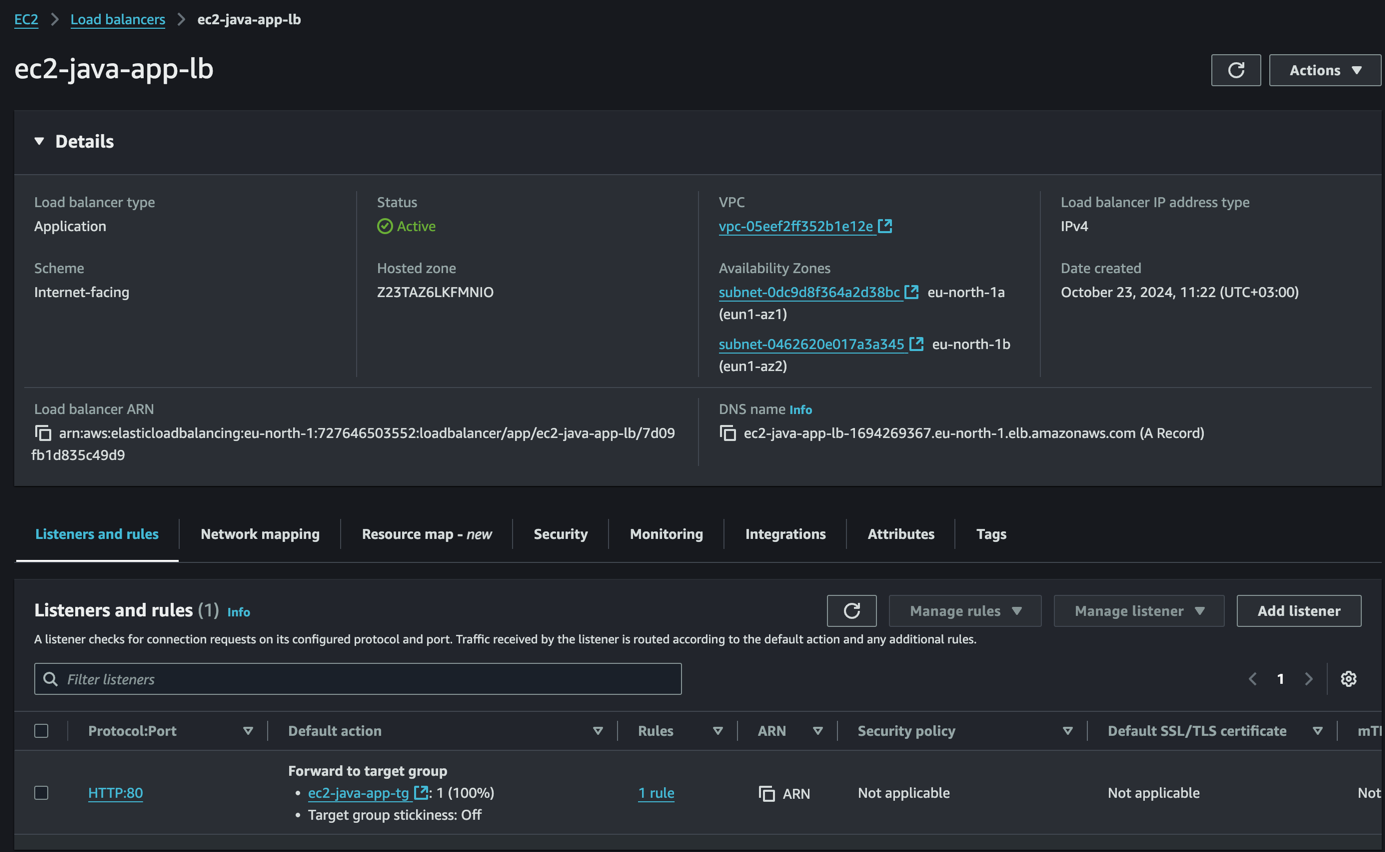 EC2 > Load balancers > ec2-java-app-lb
ec2-java-app-lb
Actions
Details
Load balancer type
Application
Status
Active
VPC
vpc-05eef2ff352b1e12e
Load balancer IP address type
IPv4
Scheme
Internet-facing
Hosted zone
Z23TAZ6LKFMNIO
Availability Zones
subnet-0dc9d8f364a2d38bc eu-north-1a
(eun1-az1)
subnet-0462620e017a3a345 eu-north-1b
(eun1-az2)
Date created
October 23, 2024, 11:22 (UTC+03:00)
Load balancer ARN
arn:aws:elasticloadbalancing:eu-north-1:727646503552:loadbalancer/app/ec2-java-app-lb/7d09
fb1d835c49d9
DNS name Info
ec2-java-app-lb-1694269367.eu-north-1.elb.amazonaws.com (A Record)
Listeners and rules
Network mapping
Resource map - new
Security
Monitoring
Integrations
Attributes
Tags
Listeners and rules (1) Info
Manage rules
Manage listener
Add listener
A listener checks for connection requests on its configured protocol and port. Traffic received by the listener is routed according to the default action and any additional rules.
Filter listeners
1
Protocol:Port
Default action
Rules
ARN
Security policy
Default SSL/TLS certificate
HTTP:80
Forward to target group
• ec2-java-app-tg : 1 (100%)
• Target group stickiness: Off
1 rule
ARN
Not applicable
Not applicable
Not